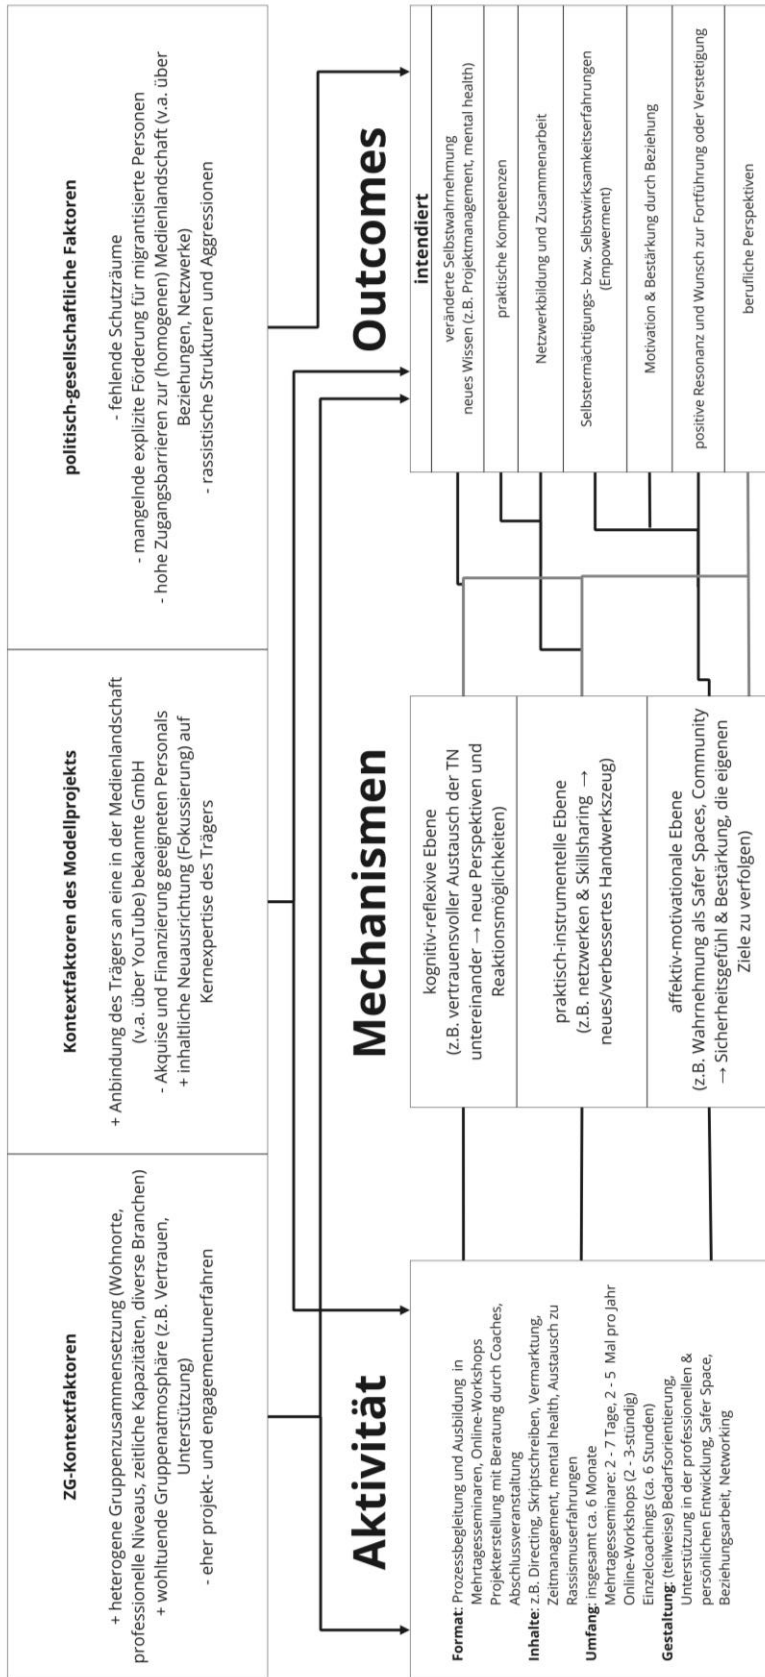 ZG-Kontextfaktoren
+ heterogene Gruppenzusammensetzung (Wohnorte,
professionelle Niveaus, zeitliche Kapazitäten, diverse Branchen)
+ wohltuende Gruppenatmosphäre (z.B. Vertrauen,
Unterstützung)
- eher projekt- und engagementunerfahren
Kontextfaktoren des Modellprojekts
+ Anbindung des Trägers an eine in der Medienlandschaft
(v.a. über YouTube) bekannte GmbH
- Akquise und Finanzierung geeigneten Personals
+ inhaltliche Neuausrichtung (Fokussierung) auf
Kernexpertise des Trägers
politisch-gesellschaftliche Faktoren
- fehlende Schutzräume
- mangelnde explizite Förderung für migrantisierte Personen
- hohe Zugangsbarrieren zur (homogenen) Medienlandschaft (v.a. über
Beziehungen, Netzwerke)
- rassistische Strukturen und Aggressionen
Aktivität
Mechanismen
Outcomes
Format: Prozessbegleitung und Ausbildung in
Mehrtagesseminaren, Online-Workshops
Projekterstellung mit Beratung durch Coaches,
Abschlussveranstaltung
Inhalte: z.B. Directing, Skriptschreiben, Vermarktung,
Zeitmanagement, mental health, Austausch zu
Rassismuserfahrungen
Umfang: insgesamt ca. 6 Monate
Mehrtagesseminare: 2 - 7 Tage, 2 - 5 Mal pro Jahr
Online-Workshops (2 - 3-stündig)
Einzelcoachings (ca. 6 Stunden)
Gestaltung: (teilweise) Bedarfsorientierung,
Unterstützung in der professionellen &
persönlichen Entwicklung, Safer Space,
Beziehungsarbeit, Networking
kognitiv-reflexive Ebene
(z.B. vertrauensvoller Austausch der TN
untereinander → neue Perspektiven und
Reaktionsmöglichkeiten)
praktisch-instrumentelle Ebene
(z.B. netzwerken & Skillsharing →
neues/verbessertes Handwerkszeug)
affektiv-motivationale Ebene
(z.B. Wahrnehmung als Safer Spaces, Community
→ Sicherheitsgefühl & Bestärkung, die eigenen
Ziele zu verfolgen)
intendiert
veränderte Selbstwahrnehmung
neues Wissen (z.B. Projektmanagement, mental health)
praktische Kompetenzen
Netzwerkbildung und Zusammenarbeit
Selbstermächtigungs- bzw. Selbstwirksamkeitserfahrungen
(Empowerment)
Motivation & Bestärkung durch Beziehung
positive Resonanz und Wunsch zur Fortführung oder Verstetigung
berufliche Perspektiven